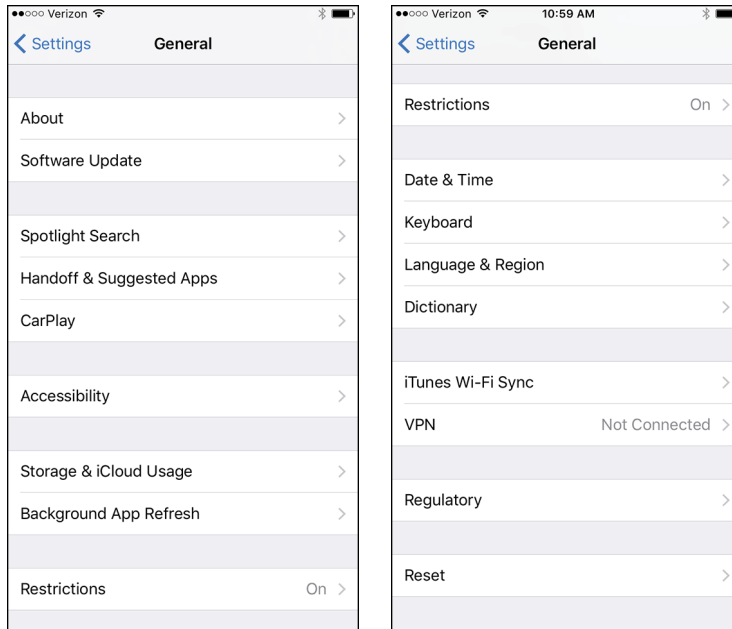 Verizon
Settings General
About
Software Update
Spotlight Search
Handoff & Suggested Apps
CarPlay
Accessibility
Storage & iCloud Usage
Background App Refresh
Restrictions On
Verizon 10:59 AM
Settings General
Restrictions On
Date & Time
Keyboard
Language & Region
Dictionary
iTunes Wi-Fi Sync
VPN Not Connected
Regulatory
Reset